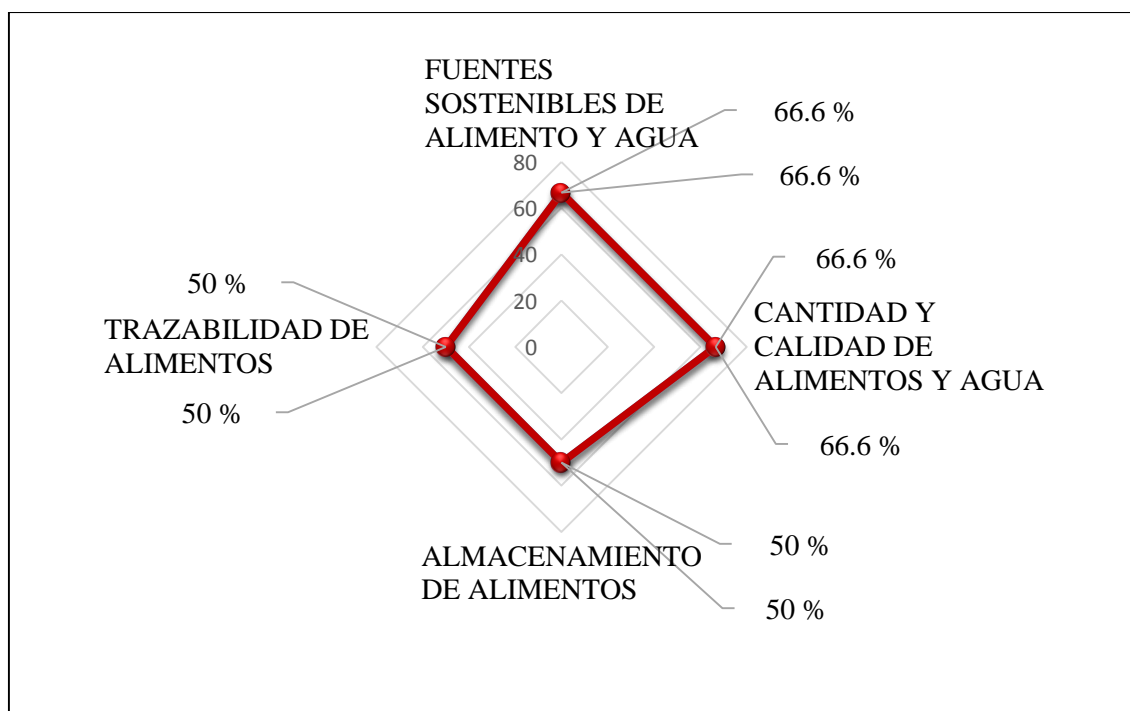 FUENTES
SOSTENIBLES DE
ALIMENTO Y AGUA
66.6 %
66.6 %
80
60
40
20
0
66.6 %
CANTIDAD Y
CALIDAD DE
ALIMENTOS Y AGUA
66.6 %
50 %
TRAZABILIDAD DE
ALIMENTOS
50 %
ALMACENAMIENTO
DE ALIMENTOS
50 %
50 %